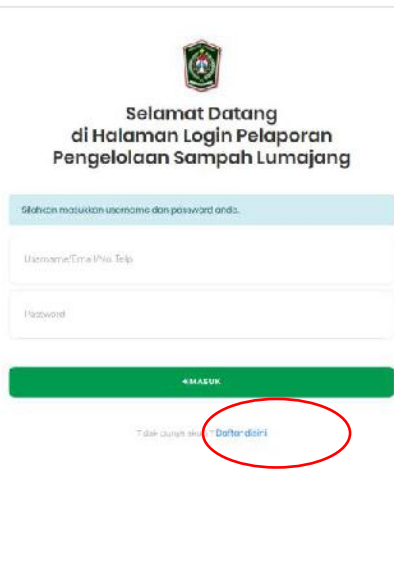 Selamat Datang
di Halaman Login Pelaporan
Pengelolaan Sampah Lumajang
Silahkan masukkan username dan password anda.
Username/Email/No. Telp
Password
MASUK
Tidak punya akun? Daftar disini